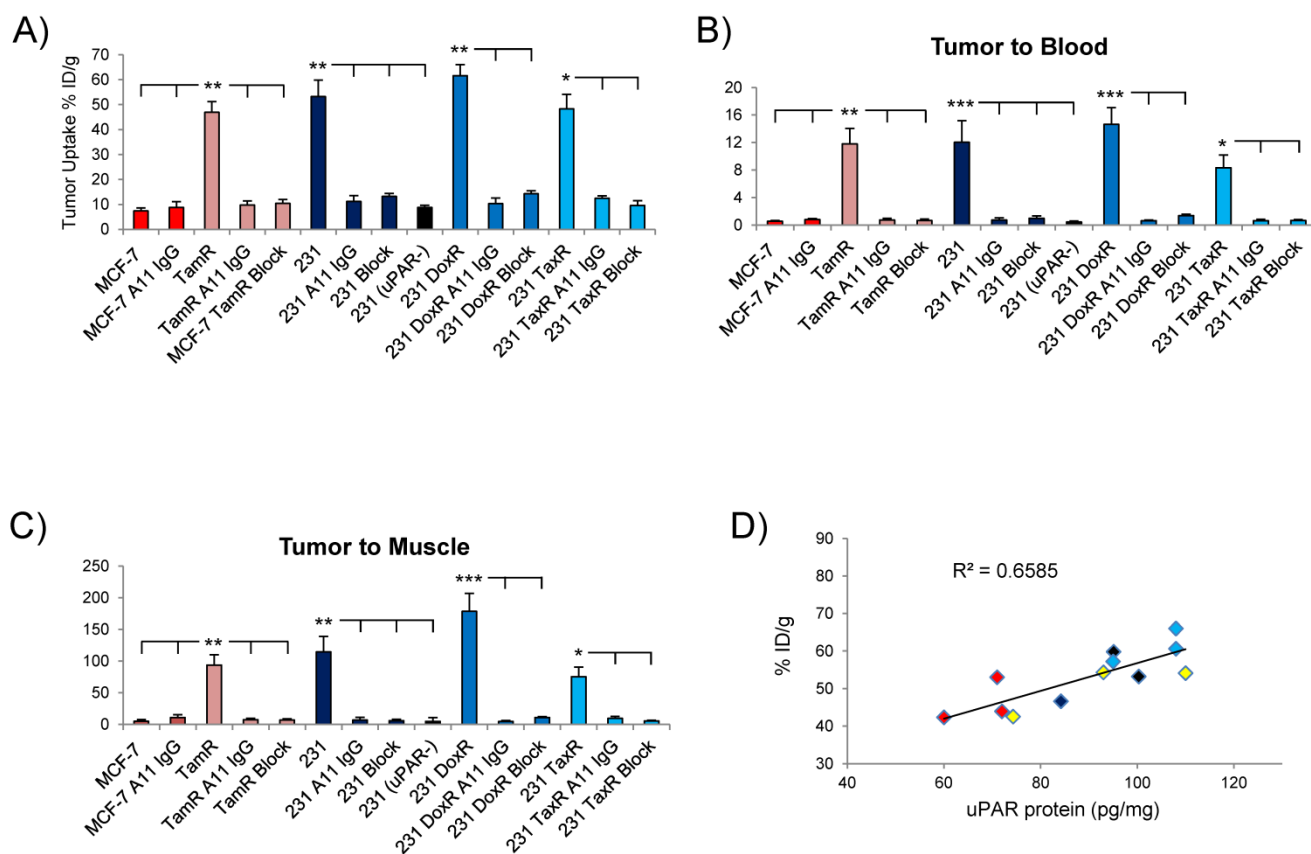 A)
Tumor Uptake % ID/g
70
60
50
40
30
20
10
0
**
**
**
*
MCF-7
MCF-7 A11 IgG
TamR
TamR A11 IgG
MCF-7 TamR Block
231
231 A11 IgG
231 Block
231 (uPAR-)
231 DoxR
231 DoxR A11 IgG
231 DoxR Block
231 TaxR
231 TaxR A11 IgG
231 TaxR Block
B)
Tumor to Blood
20
16
12
8
4
0
**
***
***
*
MCF-7
MCF-7 A11 IgG
TamR
TamR A11 IgG
TamR Block
231
231 A11 IgG
231 Block
231 (uPAR-)
231 DoxR
231 DoxR A11 IgG
231 DoxR Block
231 TaxR
231 TaxR A11 IgG
231 TaxR Block
C)
Tumor to Muscle
250
200
150
100
50
0
**
**
***
*
MCF-7
MCF-7 A11 IgG
TamR
TamR A11 IgG
TamR Block
231
231 A11 IgG
231 Block
231 (uPAR-)
231 DoxR
231 DoxR A11 IgG
231 DoxR Block
231 TaxR
231 TaxR A11 IgG
231 TaxR Block
D)
% ID/g
90
80
70
60
50
40
30
R² = 0.6585
40 60 80 100 120
uPAR protein (pg/mg)